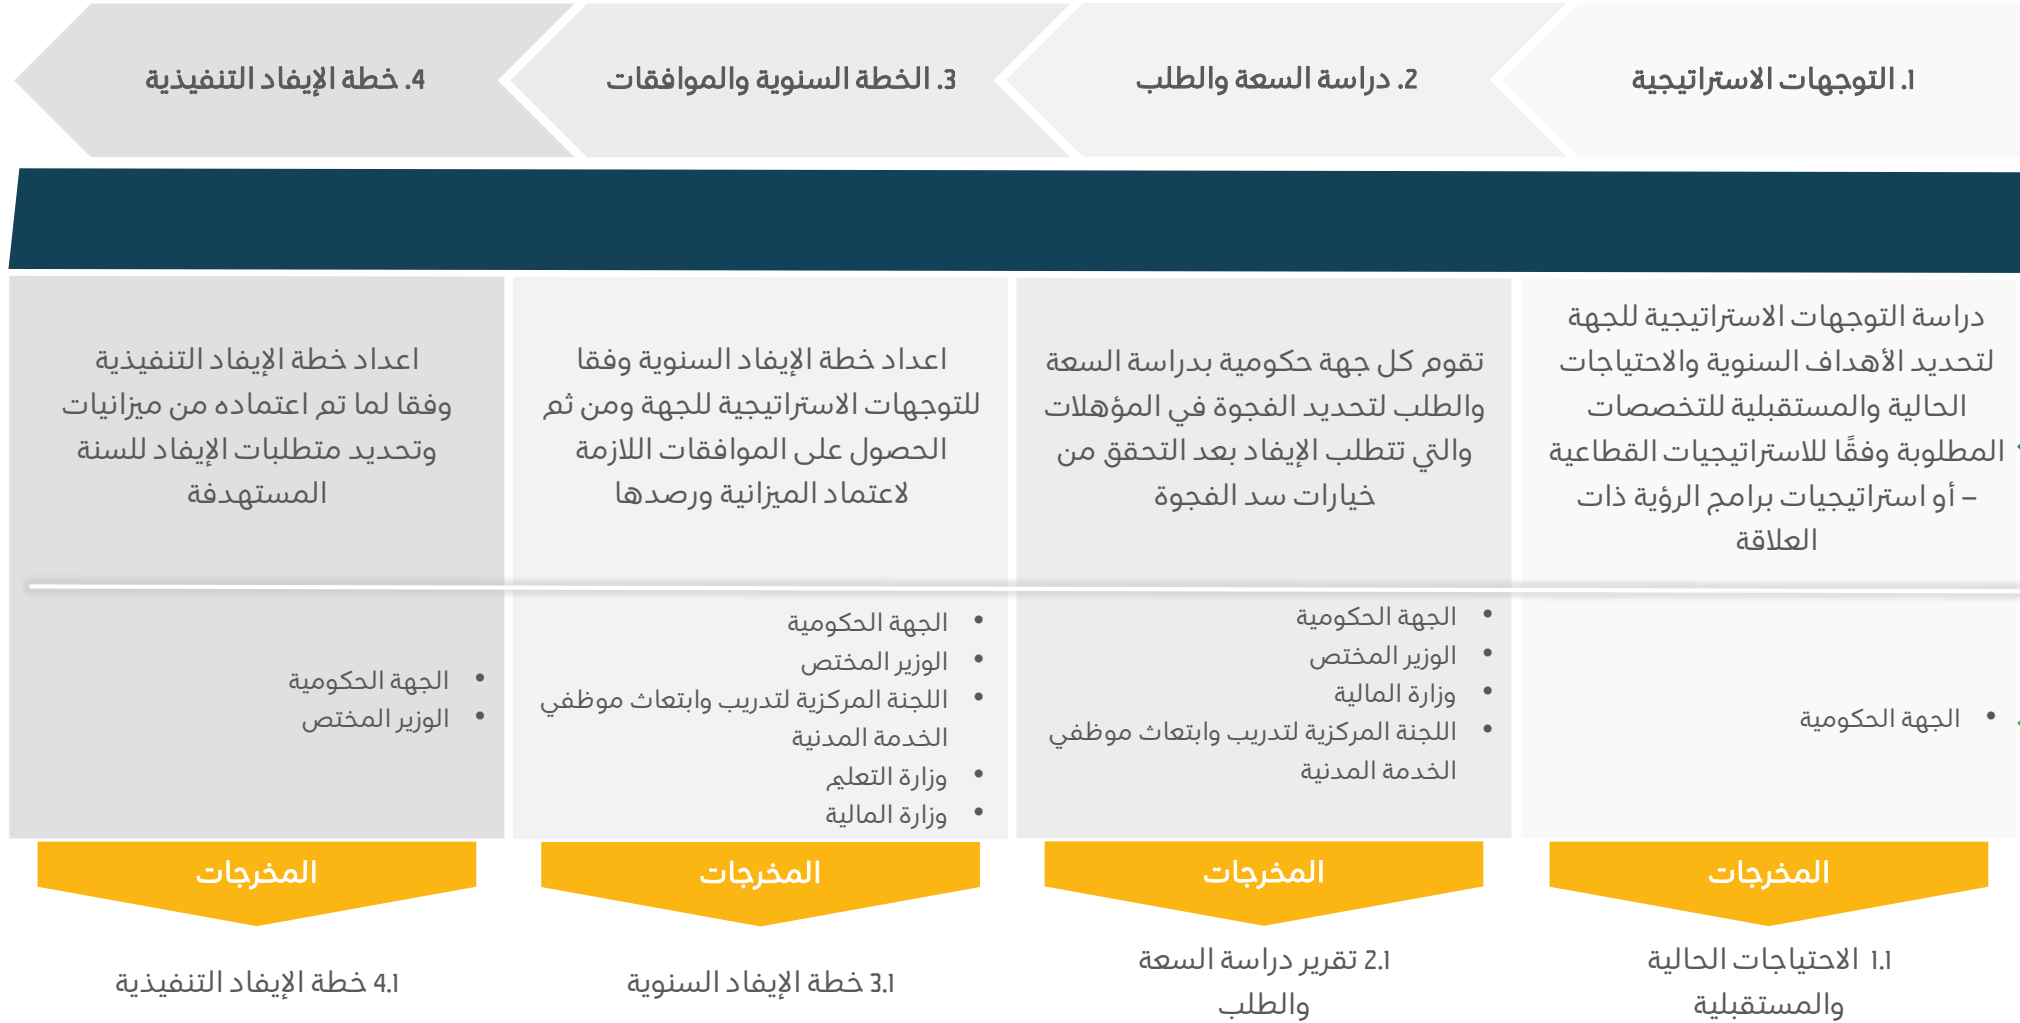 1. التوجهات الاستراتيجية
2. دراسة السعة والطلب
3. الخطة السنوية والموافقات
4. خطة الإيفاد التنفيذية
دراسة التوجهات الاستراتيجية للجهة
لتحديد الأهداف السنوية والاحتياجات
الحالية والمستقبلية للتخصصات
المطلوبة وفقًا للاستراتيجيات القطاعية
– أو استراتيجيات برامج الرؤية ذات
العلاقة
تقوم كل جهة حكومية بدراسة السعة
والطلب لتحديد الفجوة في المؤهلات
والتي تتطلب الإيفاد بعد التحقق من
خيارات سد الفجوة
اعداد خطة الإيفاد السنوية وفقا
للتوجهات الاستراتيجية للجهة ومن ثم
الحصول على الموافقات اللازمة
لاعتماد الميزانية ورصدها
اعداد خطة الإيفاد التنفيذية
وفقا لما تم اعتماده من ميزانيات
وتحديد متطلبات الإيفاد للسنة
المستهدفة
• الجهة الحكومية
• الجهة الحكومية
• الوزير المختص
• وزارة المالية
• اللجنة المركزية لتدريب وابتعاث موظفي
الخدمة المدنية
• الجهة الحكومية
• الوزير المختص
• اللجنة المركزية لتدريب وابتعاث موظفي
الخدمة المدنية
• وزارة التعليم
• وزارة المالية
• الجهة الحكومية
• الوزير المختص
المخرجات
المخرجات
المخرجات
المخرجات
1.1 الاحتياجات الحالية
والمستقبلية
2.1 تقرير دراسة السعة
والطلب
3.1 خطة الإيفاد السنوية
4.1 خطة الإيفاد التنفيذية